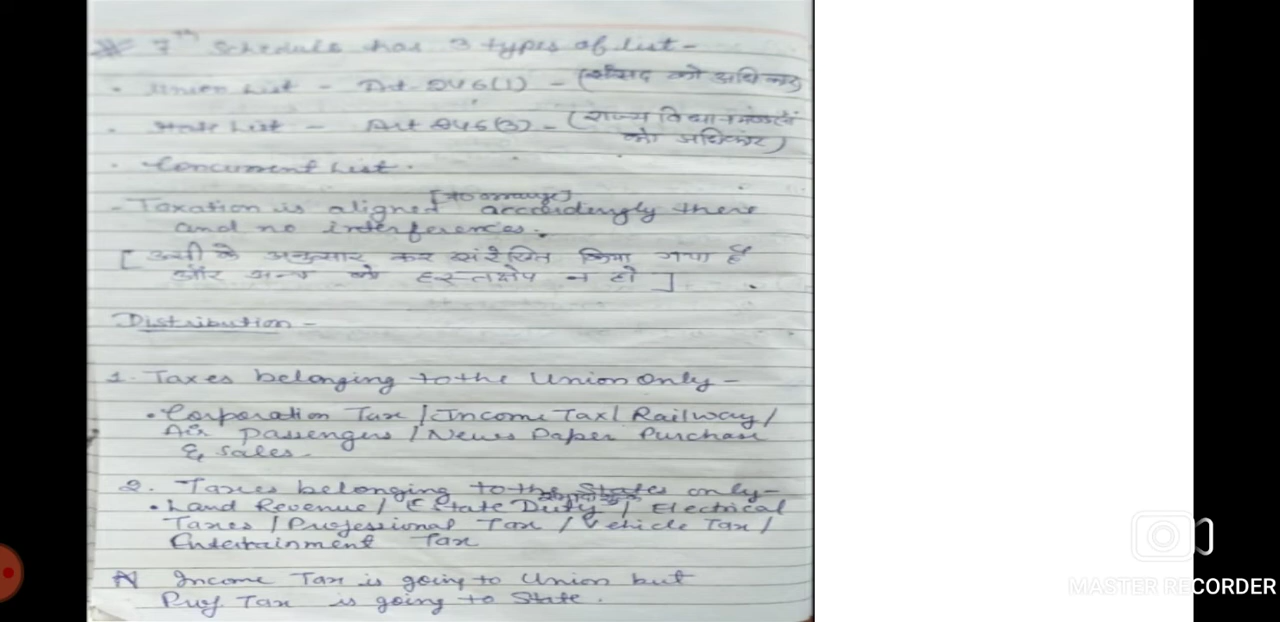 # 7th Schedule has 3 types of list -
• Union List - Art. 246(1) - (संसद को अधिकार)
• State List - Art 246(3) - (राज्य विधानमण्डलों
को अधिकार)
• Concurrent List.
[to arrange]
- Taxation is aligned accordingly there
and no interferences.
[ उसी के अनुसार कर संरेखित किया गया है
और अन्य को हस्तक्षेप न हो ]
Distribution -
1. Taxes belonging to the Union Only -
• Corporation Tax / Income Tax / Railway /
Air Passengers / News Paper Purchase
& Sales.
2. Taxes belonging to the States only -
• Land Revenue / Estate Duty / Electrical
Taxes / Professional Tax / Vehicle Tax /
Entertainment Tax
N Income Tax is going to Union but
Prof. Tax is going to State.
MASTER RECORDER